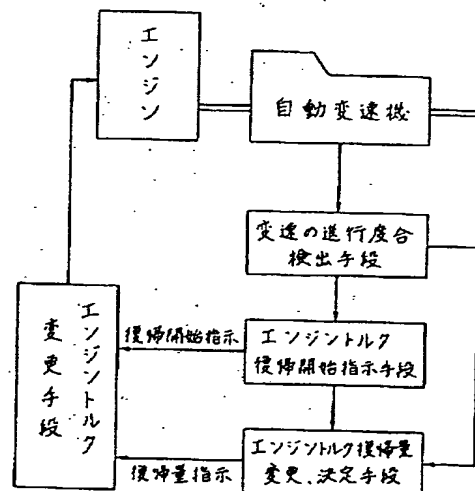 エンジン
自動変速機
変速の進行度合
検出手段
エンジントルク
変更手段
復帰開始指示
エンジントルク
復帰開始指示手段
復帰量指示
エンジントルク復帰量
変更、決定手段